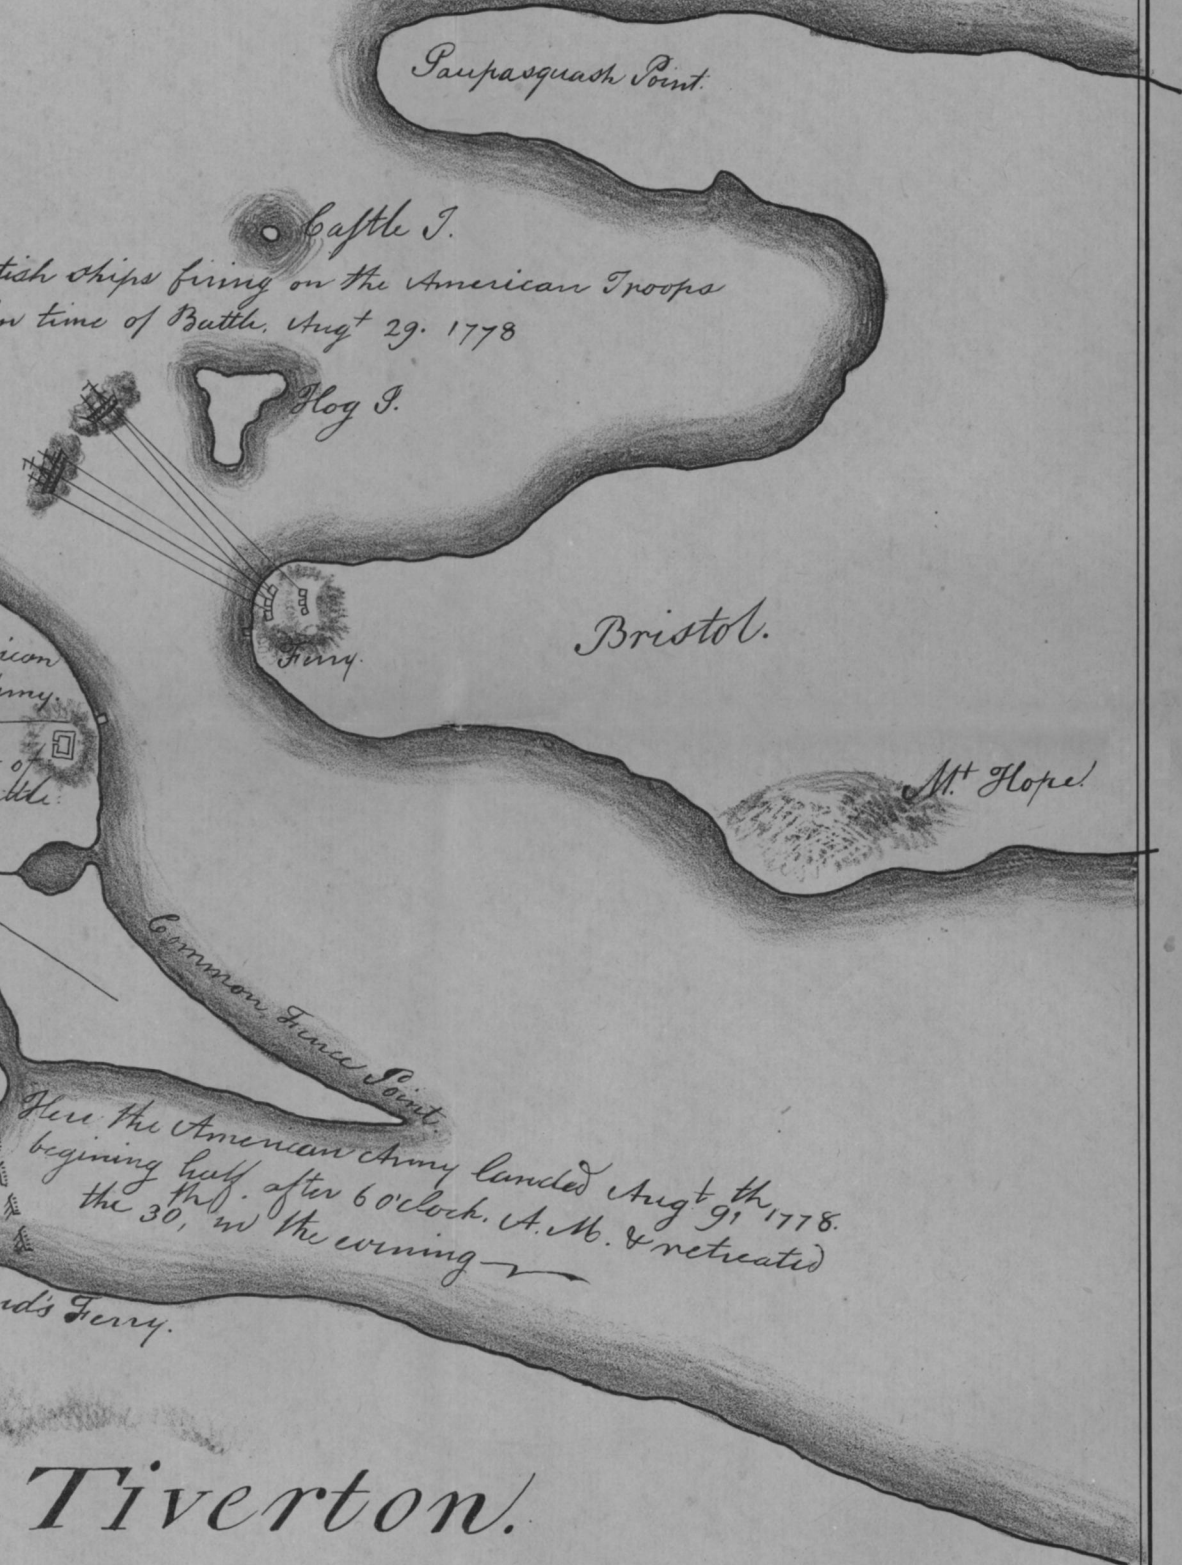 Paupasquash Point.
Castle I.
ships firing on the American Troops
time of Battle, Augt 29. 1778
Hog I.
Ferry.
Bristol.
of
Mt. Hope.
Common Fence Point.
Here the American Army landed Augt 9th, 1778.
begining half. after 6 o'clock. A.M. & retreated
the 30th, in the evening
Ferry.
Tiverton.